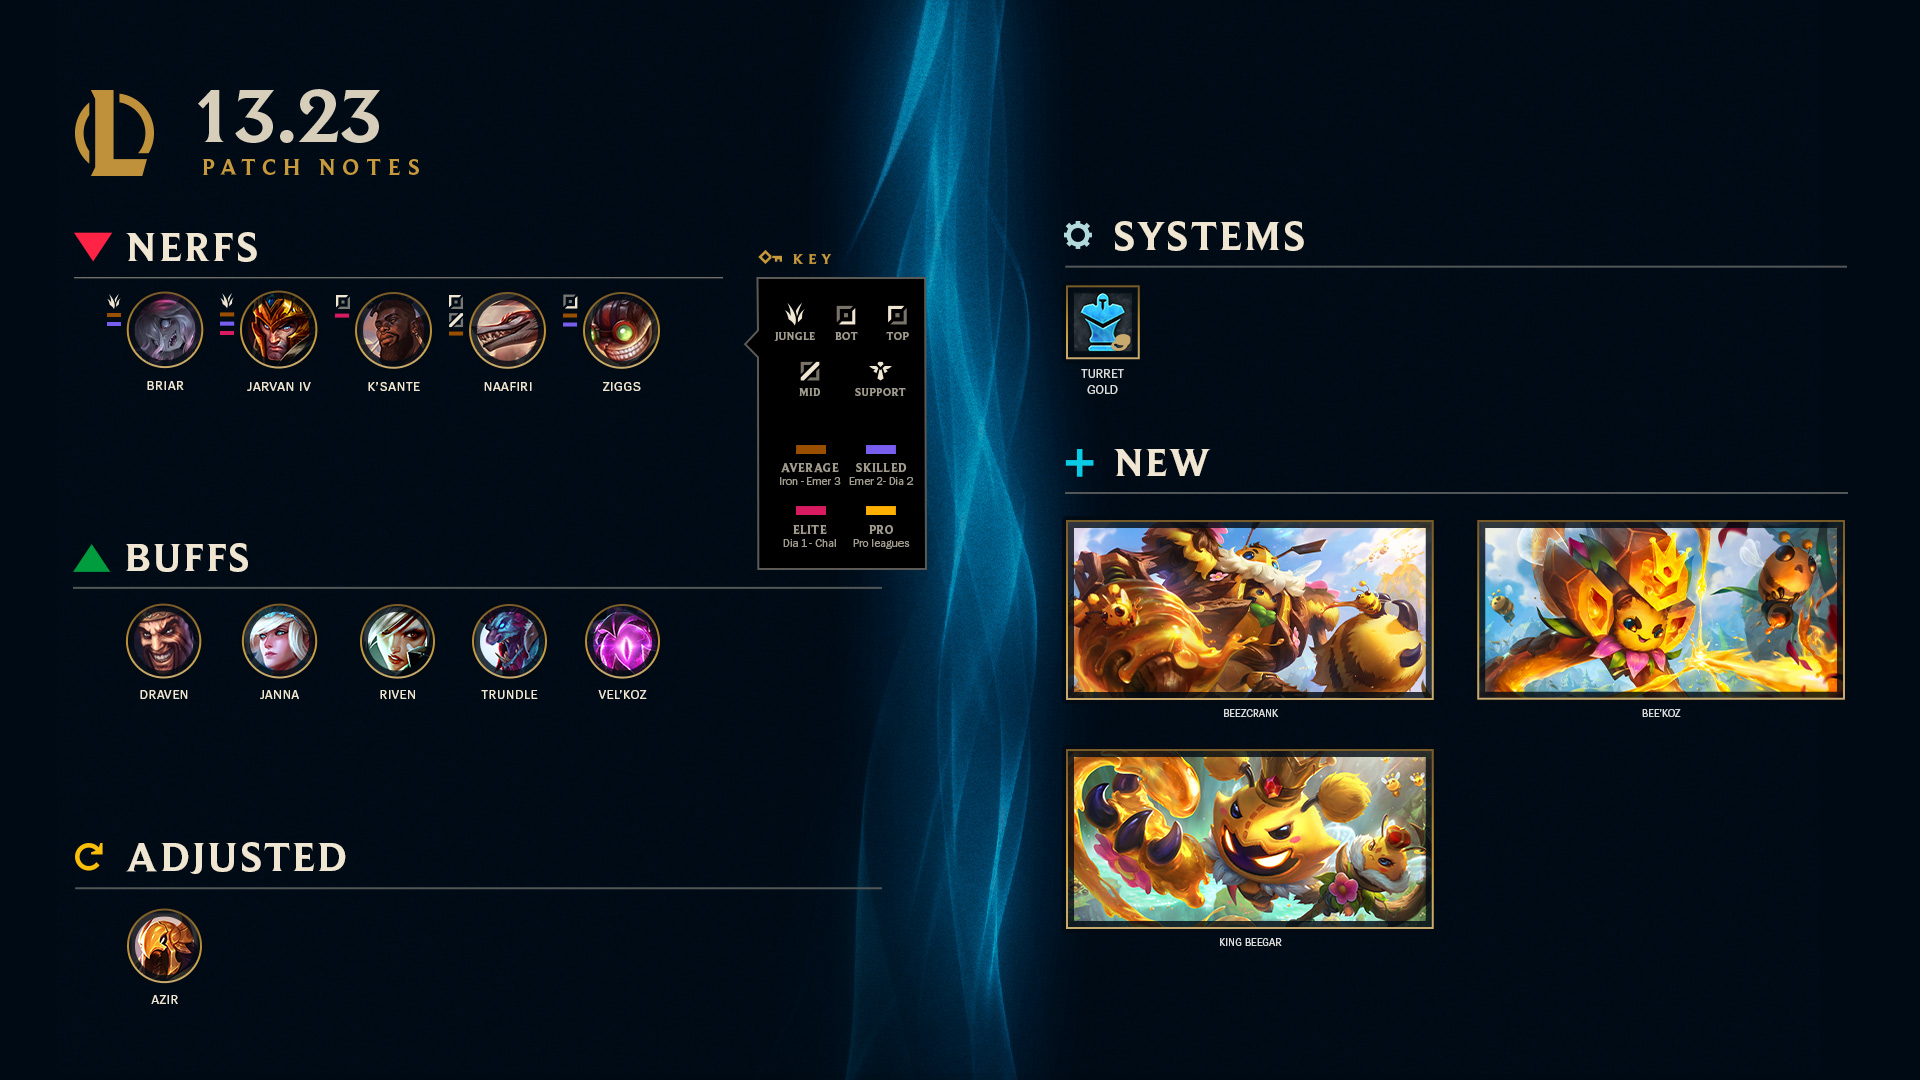 13.23
PATCH NOTES
NERFS
BRIAR
JARVAN IV
K'SANTE
NAAFIRI
ZIGGS
KEY
JUNGLE
BOT
TOP
MID
SUPPORT
AVERAGE
Iron - Emer 3
SKILLED
Emer 2- Dia 2
ELITE
Dia 1 - Chal
PRO
Pro leagues
BUFFS
DRAVEN
JANNA
RIVEN
TRUNDLE
VEL'KOZ
ADJUSTED
AZIR
SYSTEMS
TURRET
GOLD
NEW
BEEZCRANK
BEE'KOZ
KING BEEGAR